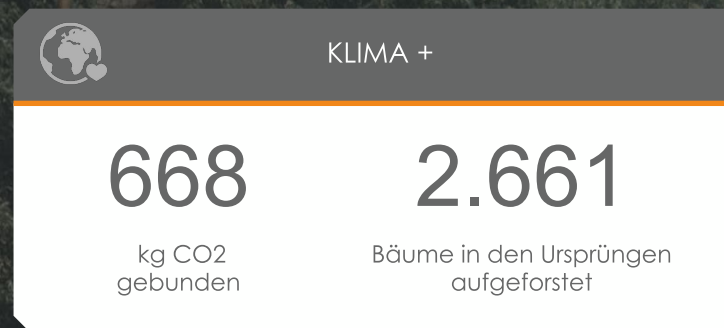 KLIMA +
668
kg CO2
gebunden
2.661
Bäume in den Ursprüngen
aufgeforstet